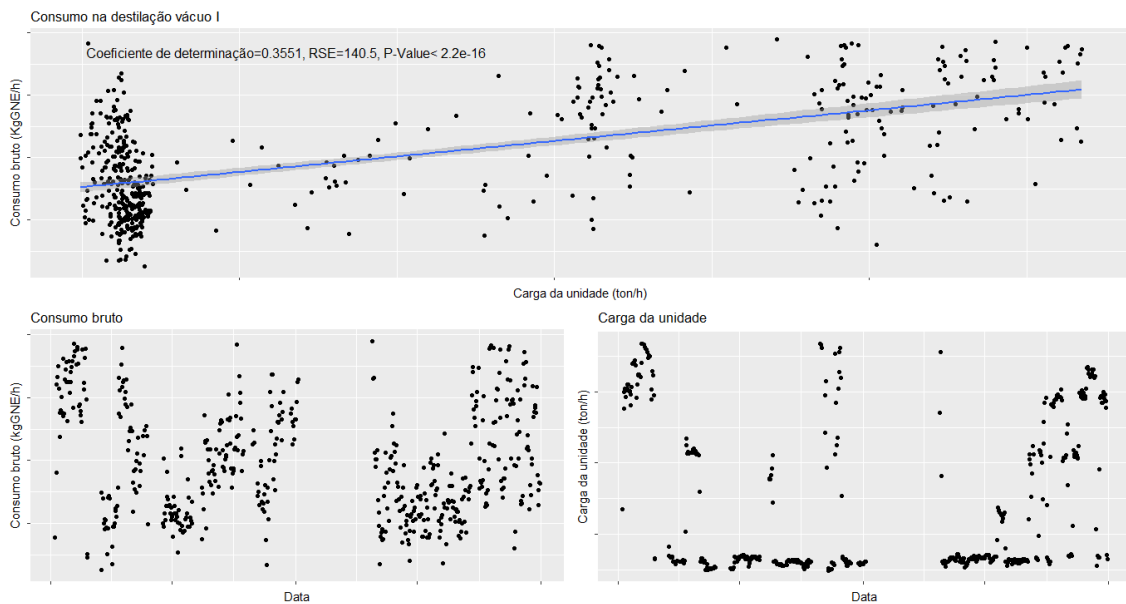 Consumo na destilação vácuo I
Coeficiente de determinação=0.3551, RSE=140.5, P-Value< 2.2e-16
Consumo bruto (KgGNE/h)
Carga da unidade (ton/h)
Consumo bruto
Consumo bruto (kgGNE/h)
Data
Carga da unidade
Carga da unidade (ton/h)
Data